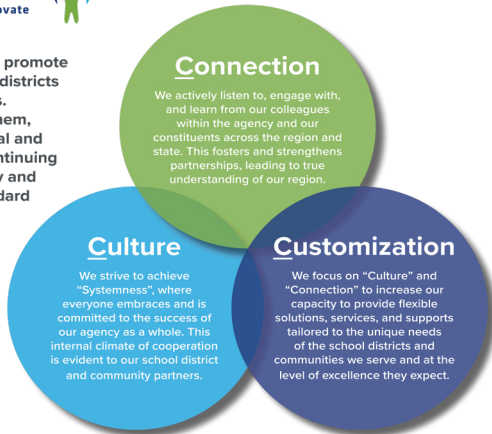 ovate
promote
districts
s.
hem,
al and
ntinuing
y and
dard
Connection
We actively listen to, engage with,
and learn from our colleagues
within the agency and our
constituents across the region and
state. This fosters and strengthens
partnerships, leading to true
understanding of our region.
Culture
We strive to achieve
“Systemness”, where
everyone embraces and is
committed to the success of
our agency as a whole. This
internal climate of cooperation
is evident to our school district
and community partners.
Customization
We focus on “Culture” and
“Connection” to increase our
capacity to provide flexible
solutions, services, and supports
tailored to the unique needs
of the school districts and
communities we serve and at the
level of excellence they expect.